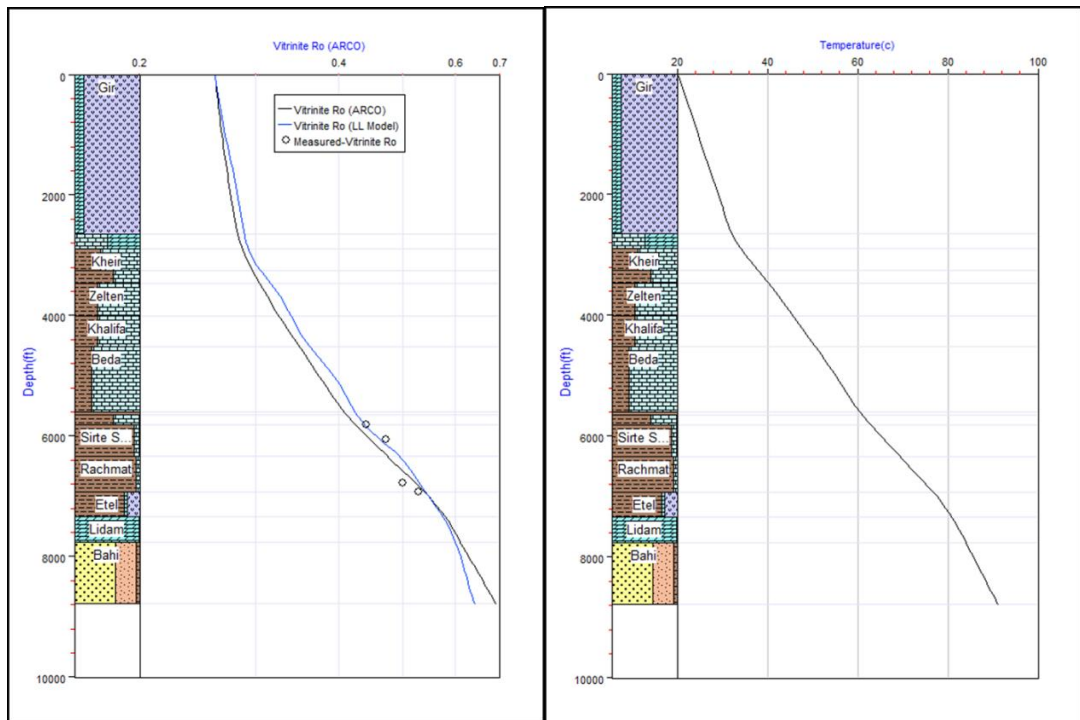 Vitrinite Ro (ARCO)
0.2 0.4 0.6 0.7
Vitrinite Ro (ARCO)
Vitrinite Ro (LL Model)
Measured-Vitrinite Ro
Depth(ft)
0
2000
4000
6000
8000
10000
Gir
Kheir
Zelten
Khalifa
Beda
Sirte S...
Rachmat
Etel
Lidam
Bahi
Temperature(c)
20 40 60 80 100
Depth(ft)
0
2000
4000
6000
8000
10000
Gir
Kheir
Zelten
Khalifa
Beda
Sirte S...
Rachmat
Etel
Lidam
Bahi